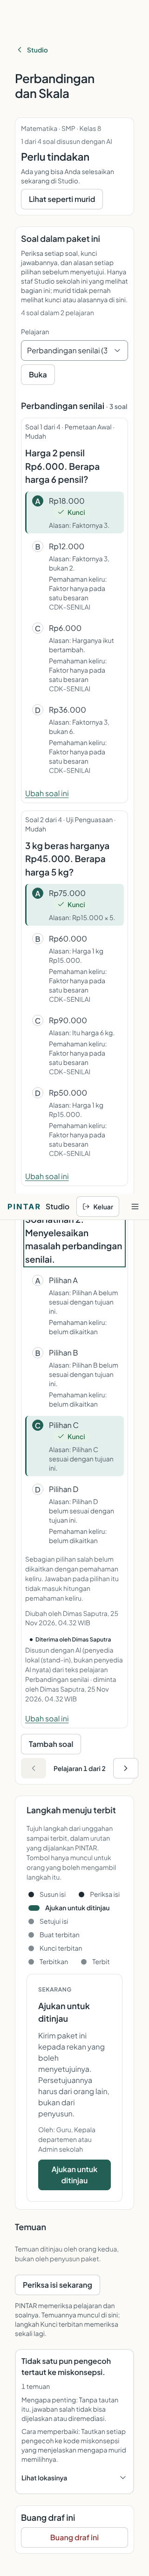 Studio
Perbandingan
dan Skala
Matematika · SMP · Kelas 8
1 dari 4 soal disusun dengan AI
Perlu tindakan
Ada yang bisa Anda selesaikan
sekarang di Studio.
Lihat seperti murid
Soal dalam paket ini
Periksa setiap soal, kunci
jawabannya, dan alasan setiap
pilihan sebelum menyetujui. Hanya
staf Studio sekolah ini yang melihat
bagian ini; murid tidak pernah
melihat kunci atau alasannya di sini.
4 soal dalam 2 pelajaran
Pelajaran
Perbandingan senilai (3
Buka
Perbandingan senilai · 3 soal
Soal 1 dari 4 · Pemetaan Awal ·
Mudah
Harga 2 pensil
Rp6.000. Berapa
harga 6 pensil?
A Rp18.000
Kunci
Alasan: Faktornya 3.
B Rp12.000
Alasan: Faktornya 3,
bukan 2.
Pemahaman keliru:
Faktor hanya pada
satu besaran
CDK-SENILAI
C Rp6.000
Alasan: Harganya ikut
bertambah.
Pemahaman keliru:
Faktor hanya pada
satu besaran
CDK-SENILAI
D Rp36.000
Alasan: Faktornya 3,
bukan 6.
Pemahaman keliru:
Faktor hanya pada
satu besaran
CDK-SENILAI
Ubah soal ini
Soal 2 dari 4 · Uji Penguasaan ·
Mudah
3 kg beras harganya
Rp45.000. Berapa
harga 5 kg?
A Rp75.000
Kunci
Alasan: Rp15.000 × 5.
B Rp60.000
Alasan: Harga 1 kg
Rp15.000.
Pemahaman keliru:
Faktor hanya pada
satu besaran
CDK-SENILAI
C Rp90.000
Alasan: Itu harga 6 kg.
Pemahaman keliru:
Faktor hanya pada
satu besaran
CDK-SENILAI
D Rp50.000
Alasan: Harga 1 kg
Rp15.000.
Pemahaman keliru:
Faktor hanya pada
satu besaran
CDK-SENILAI
Ubah soal ini
PINTAR Studio Keluar
Soal latihan 2:
Menyelesaikan
masalah perbandingan
senilai.
A Pilihan A
Alasan: Pilihan A belum
sesuai dengan tujuan
ini.
Pemahaman keliru:
belum dikaitkan
B Pilihan B
Alasan: Pilihan B belum
sesuai dengan tujuan
ini.
Pemahaman keliru:
belum dikaitkan
C Pilihan C
Kunci
Alasan: Pilihan C
sesuai dengan tujuan
ini.
D Pilihan D
Alasan: Pilihan D
belum sesuai dengan
tujuan ini.
Pemahaman keliru:
belum dikaitkan
Sebagian pilihan salah belum
dikaitkan dengan pemahaman
keliru. Jawaban pada pilihan itu
tidak masuk hitungan
pemahaman keliru.
Diubah oleh Dimas Saputra, 25
Nov 2026, 04.32 WIB
Diterima oleh Dimas Saputra
Disusun dengan AI (penyedia
lokal (stand-in), bukan penyedia
AI nyata) dari teks pelajaran
Perbandingan senilai · diminta
oleh Dimas Saputra, 25 Nov
2026, 04.32 WIB
Ubah soal ini
Tambah soal
Pelajaran 1 dari 2
Langkah menuju terbit
Tujuh langkah dari unggahan
sampai terbit, dalam urutan
yang dijalankan PINTAR.
Tombol hanya muncul untuk
orang yang boleh mengambil
langkah itu.
Susun isi Periksa isi
Ajukan untuk ditinjau
Setujui isi
Buat terbitan
Kunci terbitan
Terbitkan Terbit
SEKARANG
Ajukan untuk
ditinjau
Kirim paket ini
kepada rekan yang
boleh
menyetujuinya.
Persetujuannya
harus dari orang lain,
bukan dari
penyusun.
Oleh: Guru, Kepala
departemen atau
Admin sekolah
Ajukan untuk
ditinjau
Temuan
Temuan ditinjau oleh orang kedua,
bukan oleh penyusun paket.
Periksa isi sekarang
PINTAR memeriksa pelajaran dan
soalnya. Temuannya muncul di sini;
langkah Kunci terbitan memeriksa
sekali lagi.
Tidak satu pun pengecoh
tertaut ke miskonsepsi.
1 temuan
Mengapa penting: Tanpa tautan
itu, jawaban salah tidak bisa
dijelaskan atau diremediasi.
Cara memperbaiki: Tautkan setiap
pengecoh ke kode miskonsepsi
yang menjelaskan mengapa murid
memilihnya.
Lihat lokasinya
Buang draf ini
Buang draf ini